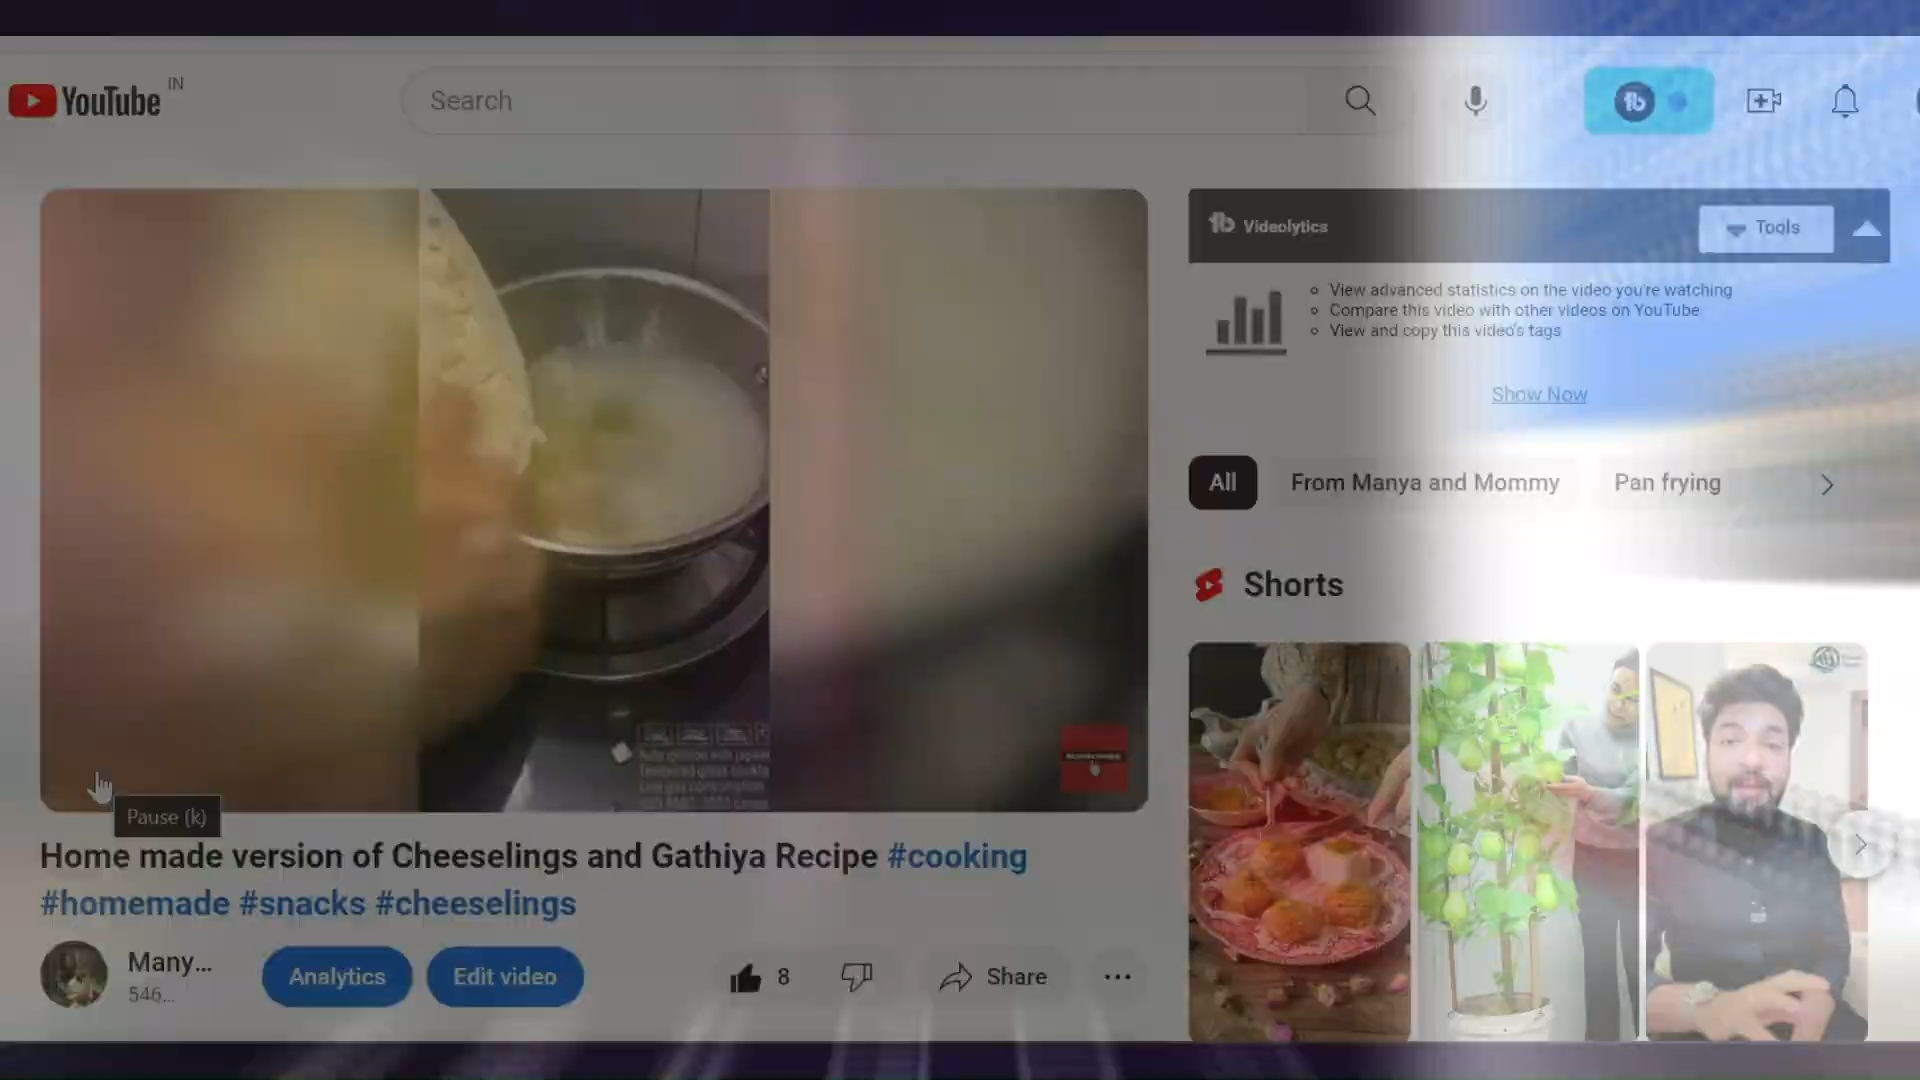 YouTube IN
Search
Videolytics
Tools
View advanced statistics on the video you're watching
Compare this video with other videos on YouTube
View and copy this video's tags
Show Now
All
From Manya and Mommy
Pan frying
Shorts
SUBSCRIBE
Pause (k)
Home made version of Cheeselings and Gathiya Recipe #cooking
#homemade #snacks #cheeselings
Many...
546...
Analytics
Edit video
8
Share